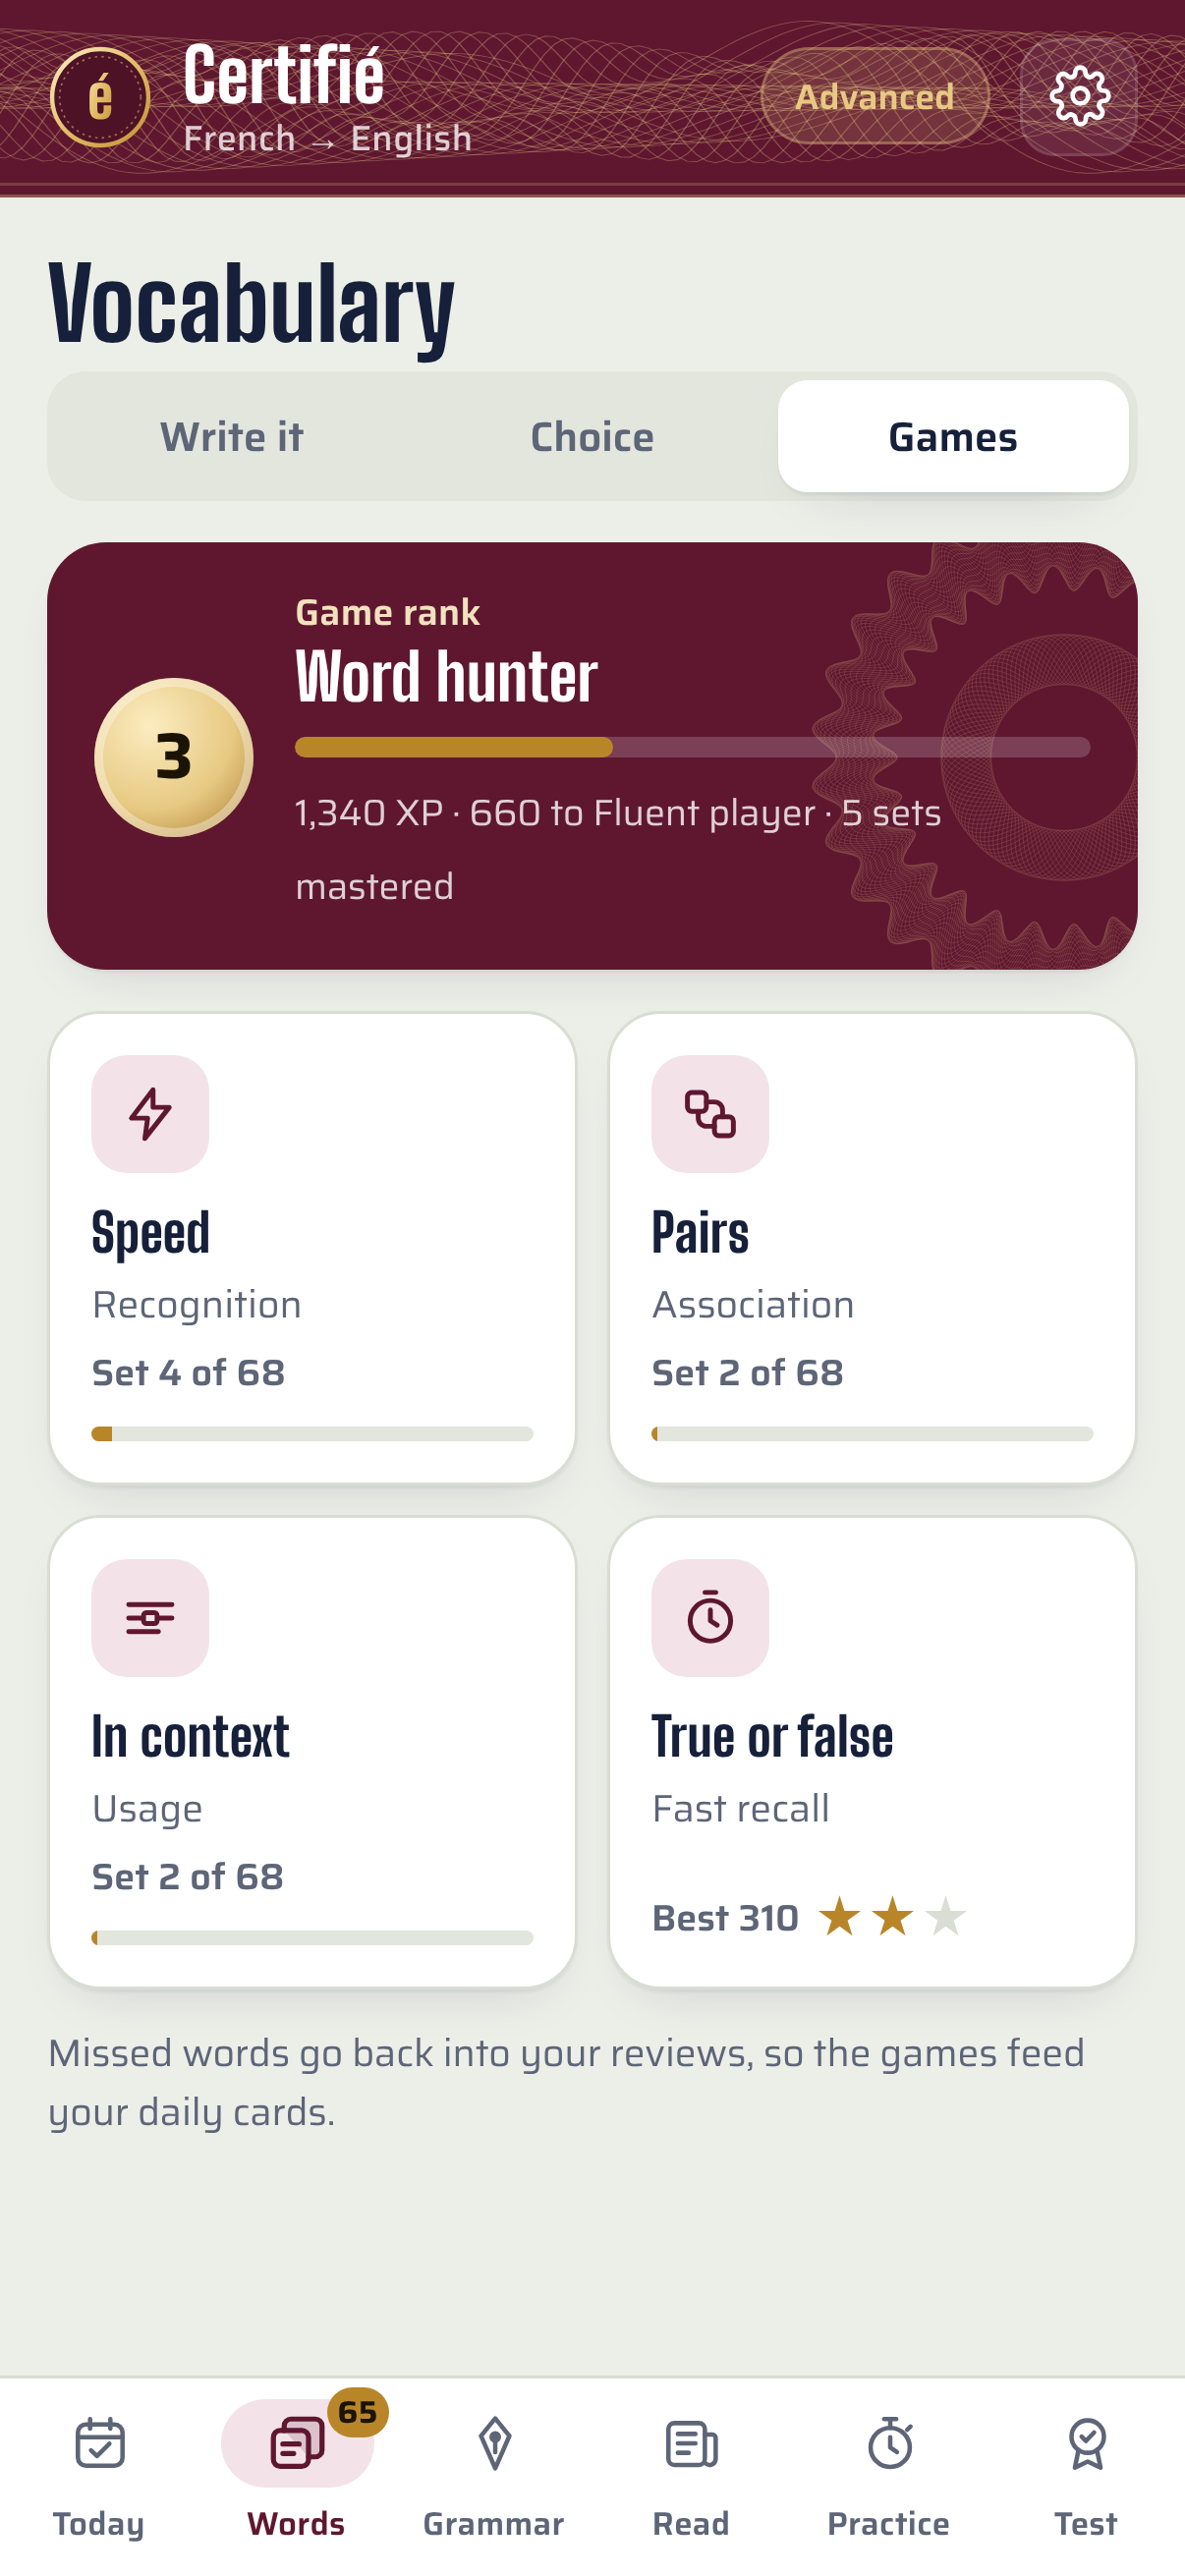 é
Certifié
French → English
Advanced
Vocabulary
Write it
Choice
Games
3
Game rank
Word hunter
1,340 XP · 660 to Fluent player · 5 sets
mastered
Speed
Recognition
Set 4 of 68
Pairs
Association
Set 2 of 68
In context
Usage
Set 2 of 68
True or false
Fast recall
Best 310
Missed words go back into your reviews, so the games feed
your daily cards.
65
Today
Words
Grammar
Read
Practice
Test